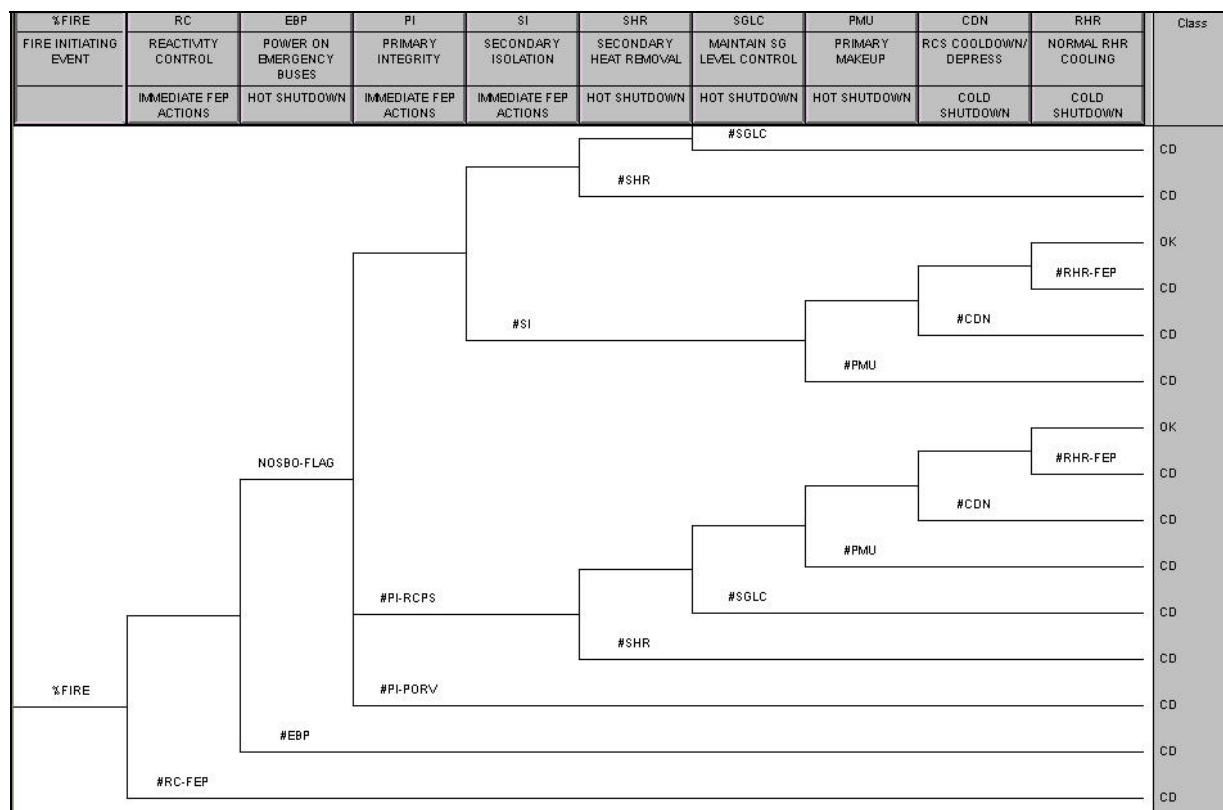 %FIRE RC EBP PI SI SHR SGLC PMU CDN RHR Class
FIRE INITIATING EVENT
REACTIVITY CONTROL
POWER ON EMERGENCY BUSES
PRIMARY INTEGRITY
SECONDARY ISOLATION
SECONDARY HEAT REMOVAL
MAINTAIN SG LEVEL CONTROL
PRIMARY MAKEUP
RCS COOLDOWN/ DEPRESS
NORMAL RHR COOLING
IMMEDIATE FEP ACTIONS
HOT SHUTDOWN
IMMEDIATE FEP ACTIONS
IMMEDIATE FEP ACTIONS
HOT SHUTDOWN
HOT SHUTDOWN
HOT SHUTDOWN
COLD SHUTDOWN
COLD SHUTDOWN
#SGLC
CD
#SHR
CD
OK
#RHR-FEP
CD
#CDN
#SI
CD
#PMU
CD
OK
#RHR-FEP
NOSBO-FLAG
CD
#CDN
CD
#PMU
CD
#PI-RCPS
#SGLC
CD
#SHR
CD
%FIRE
#PI-PORV
CD
#EBP
CD
#RC-FEP
CD